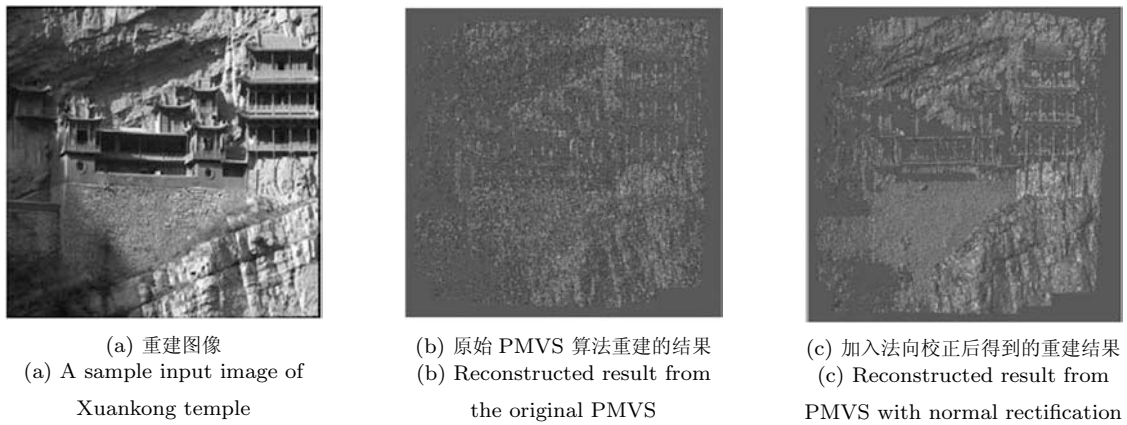 (a) 重建图像
(a) A sample input image of
Xuankong temple
(b) 原始 PMVS 算法重建的结果
(b) Reconstructed result from
the original PMVS
(c) 加入法向校正后得到的重建结果
(c) Reconstructed result from
PMVS with normal rectification